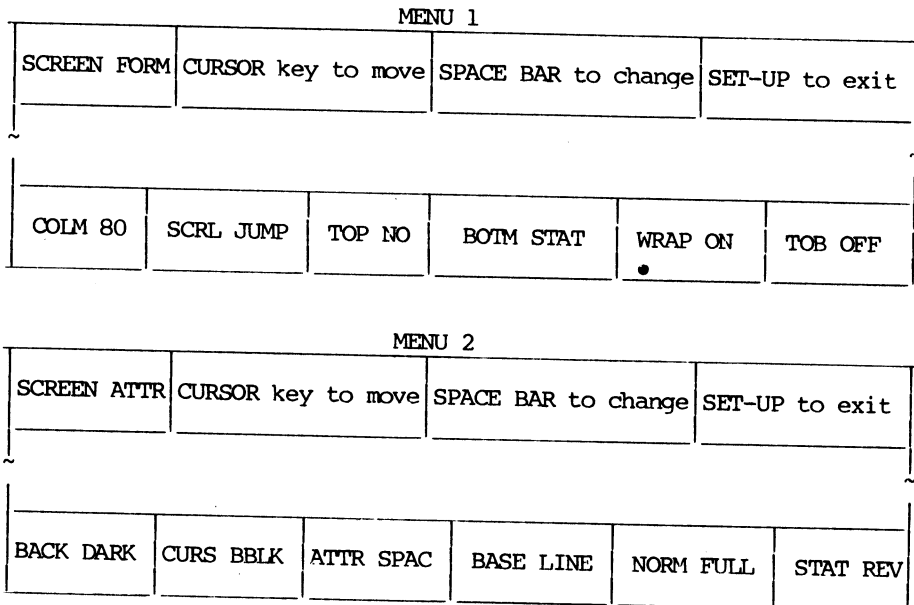 MENU 1
SCREEN FORM CURSOR key to move SPACE BAR to change SET-UP to exit
COLM 80 SCRL JUMP TOP NO BOTM STAT WRAP ON TOB OFF
MENU 2
SCREEN ATTR CURSOR key to move SPACE BAR to change SET-UP to exit
BACK DARK CURS BBLK ATTR SPAC BASE LINE NORM FULL STAT REV